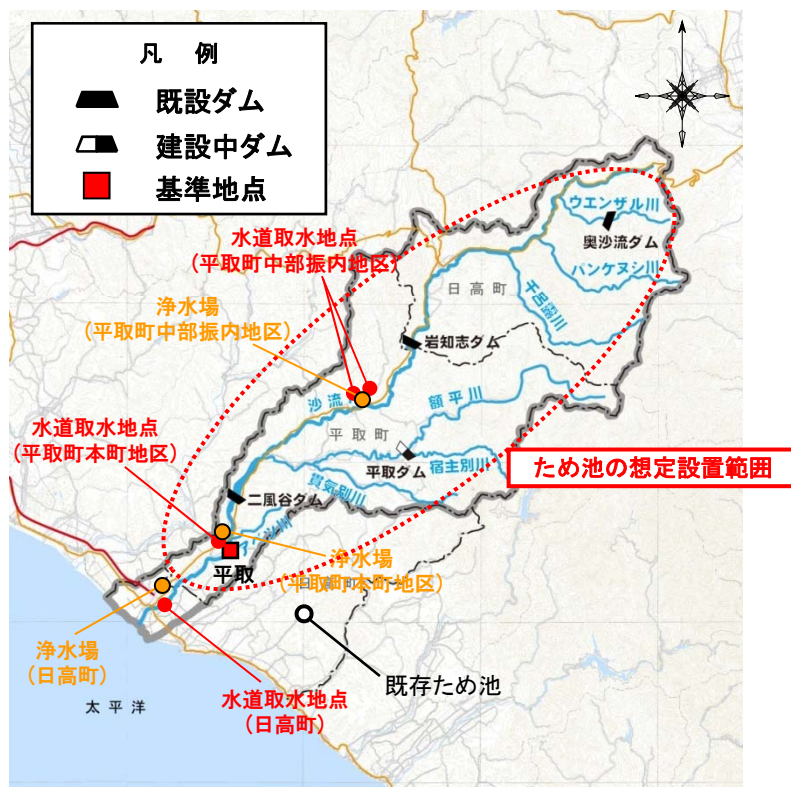 凡 例
既設ダム
建設中ダム
基準地点
ウエンザル川
奥沙流ダム
水道取水地点
(平取町中部振内地区)
パンケヌシ川
日高町
千呂露川
浄水場
(平取町中部振内地区)
岩知志ダム
沙流
額平川
水道取水地点
(平取町本町地区)
平取町
平取ダム
宿主別川
ため池の想定設置範囲
二風谷ダム
貫気別川
平取
浄水場
(平取町本町地区)
浄水場
(日高町)
既存ため池
水道取水地点
(日高町)
太平洋